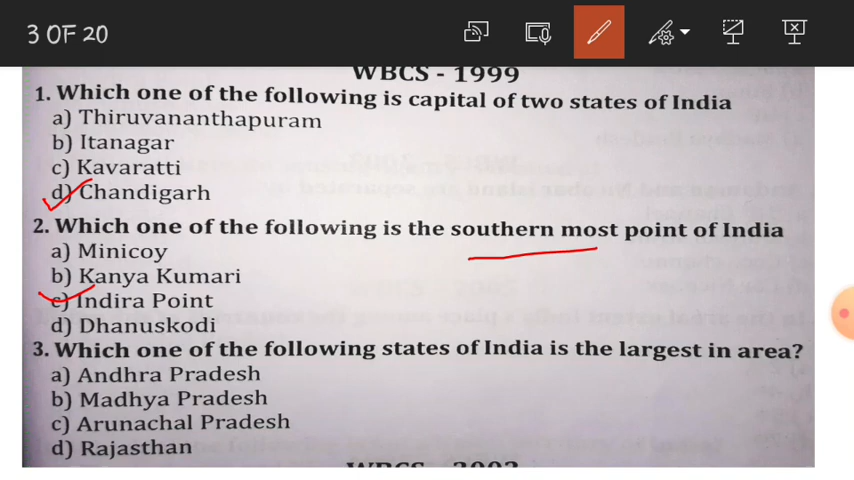 3 OF 20
WBCS - 1999
1. Which one of the following is capital of two states of India
a) Thiruvananthapuram
b) Itanagar
c) Kavaratti
d) Chandigarh
2. Which one of the following is the southern most point of India
a) Minicoy
b) Kanya Kumari
c) Indira Point
d) Dhanuskodi
3. Which one of the following states of India is the largest in area?
a) Andhra Pradesh
b) Madhya Pradesh
c) Arunachal Pradesh
d) Rajasthan